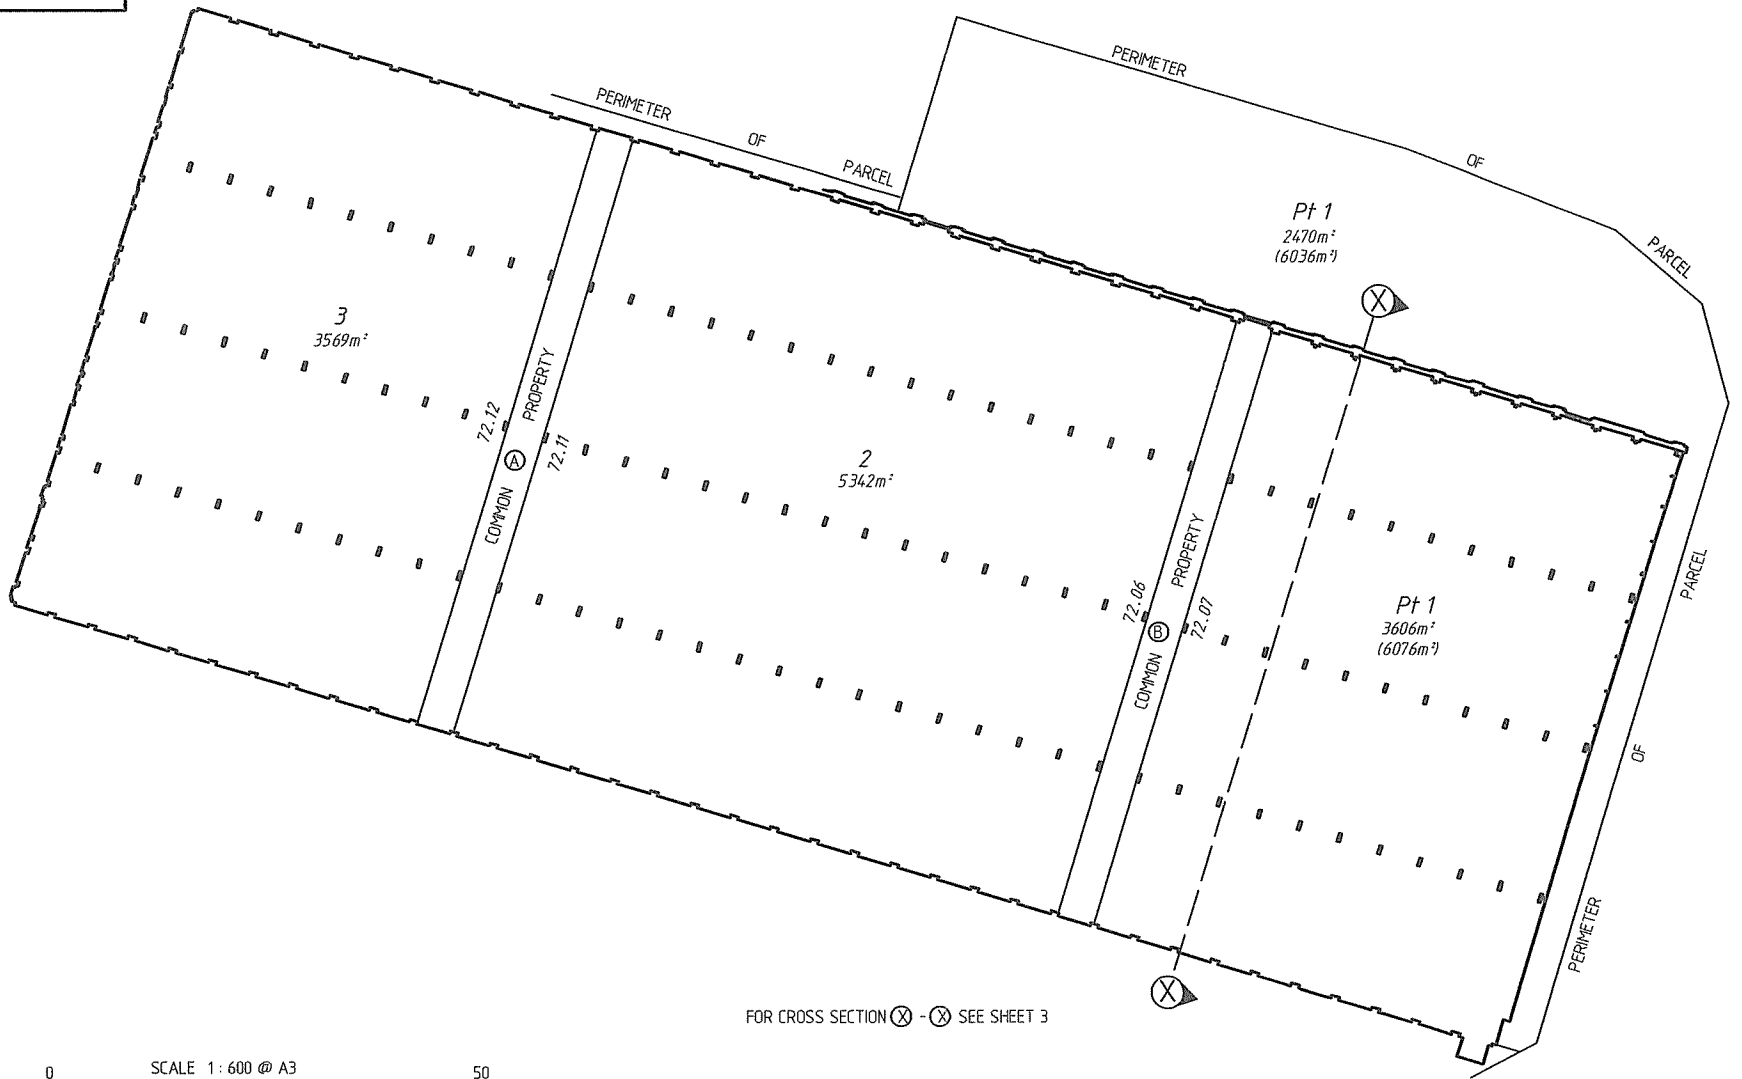 PERIMETER
OF
PARCEL
PERIMETER
OF
PARCEL
Pt 1
2470m²
(6036m²)
X
3
3569m²
72.12
COMMON A PROPERTY
72.11
2
5342m²
72.06
COMMON B PROPERTY
72.07
Pt 1
3606m²
(6076m²)
PERIMETER
OF
PARCEL
X
FOR CROSS SECTION X - X SEE SHEET 3
0
SCALE 1 : 600 @ A3
50